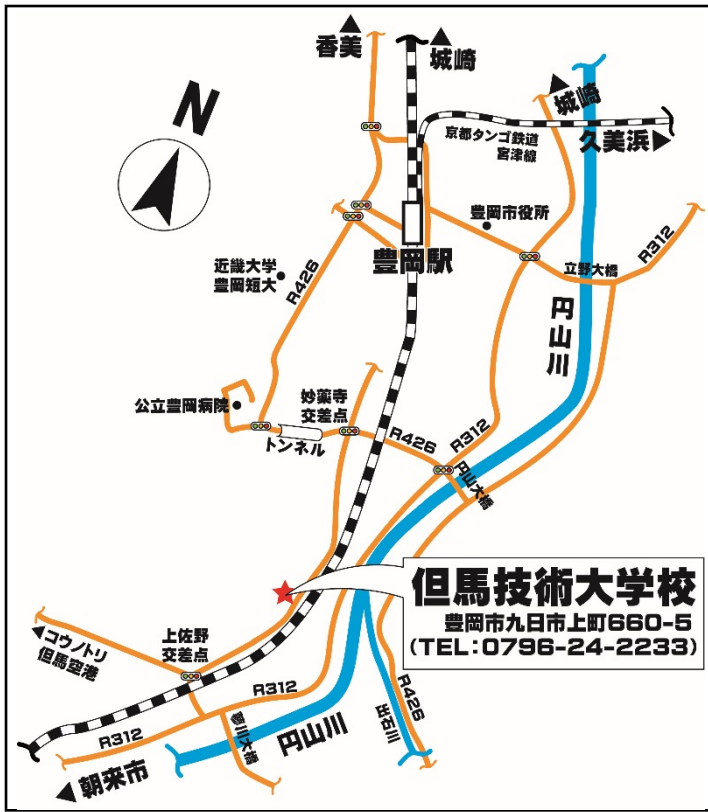 香美
城崎
N
城崎
京都タンゴ鉄道
宮津線
久美浜
豊岡市役所
豊岡駅
R312
近畿大学
豊岡短大
R426
立野大橋
円山川
公立豊岡病院
妙薬寺
交差点
トンネル
R426
R312
円山大橋
但馬技術大学校
豊岡市九日市上町660-5
(TEL:0796-24-2233)
コウノトリ
但馬空港
上佐野
交差点
R312
R312
円山川
出石川
R426
朝来市